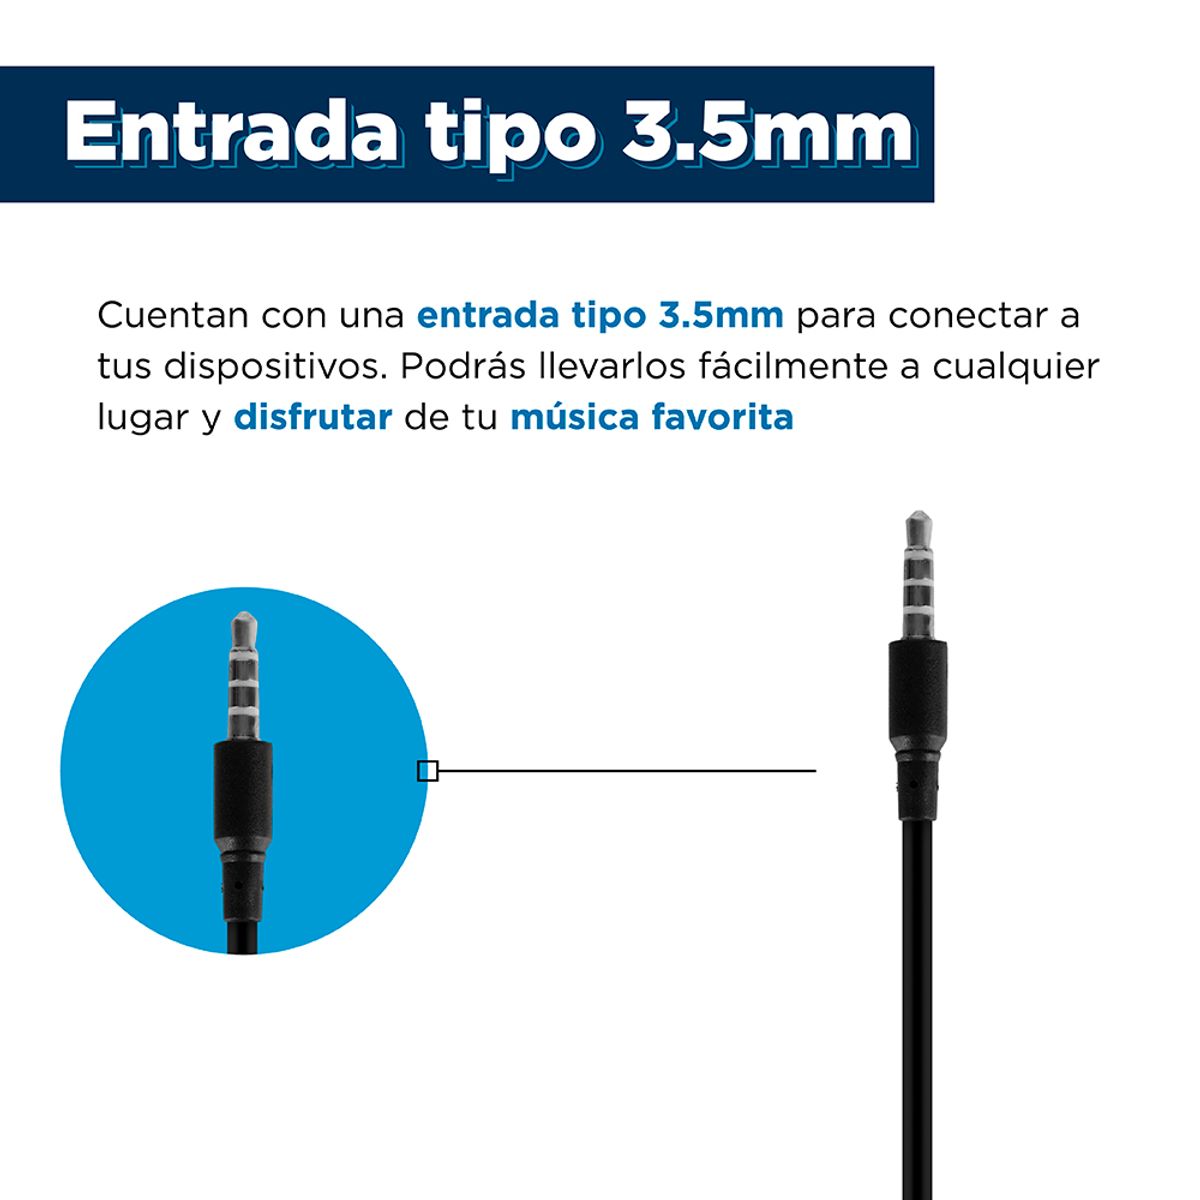 Entrada tipo 3.5mm
Cuentan con una entrada tipo 3.5mm para conectar a
tus dispositivos. Podrás llevarlos fácilmente a cualquier
lugar y disfrutar de tu música favorita